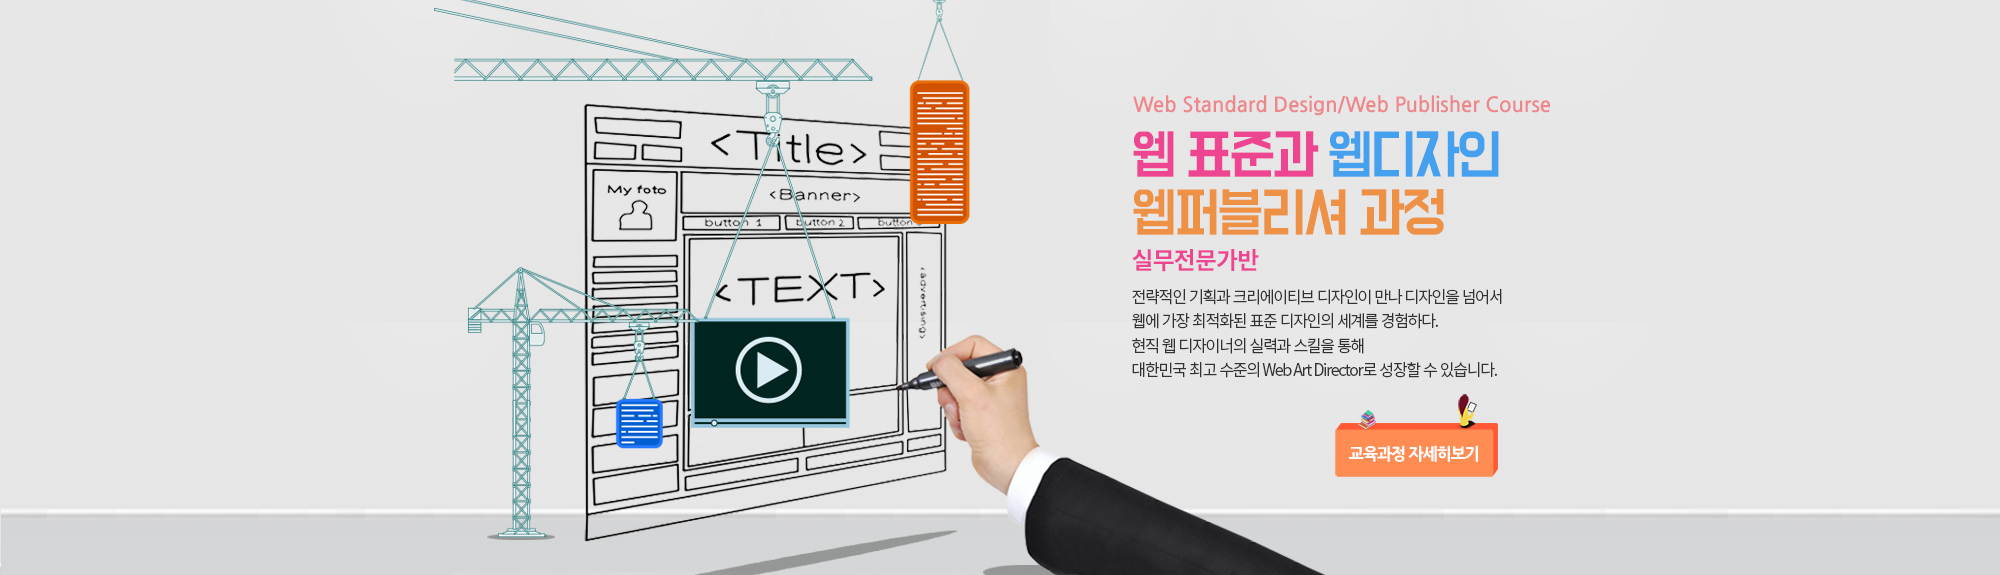 <Title>
My foto
<Banner>
button 1
button 2
button
<TEXT>
<advertising>
Web Standard Design/Web Publisher Course
웹 표준과 웹디자인
웹퍼블리셔 과정
실무전문가반
전략적인 기획과 크리에이티브 디자인이 만나 디자인을 넘어서
웹에 가장 최적화된 표준 디자인의 세계를 경험하다.
현직 웹 디자이너의 실력과 스킬을 통해
대한민국 최고 수준의 Web Art Director로 성장할 수 있습니다.
교육과정 자세히보기